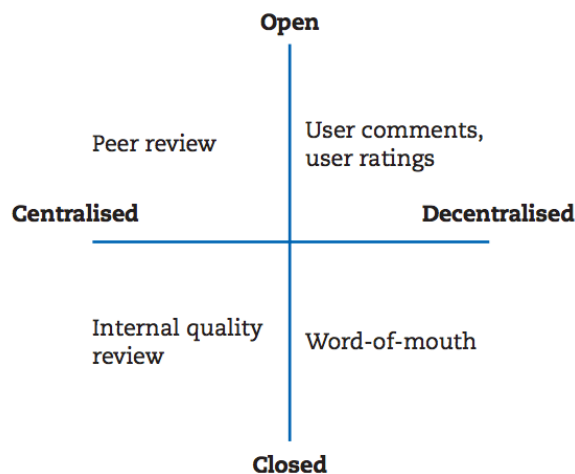 Open
Peer review
User comments,
user ratings
Centralised
Decentralised
Internal quality
review
Word-of-mouth
Closed